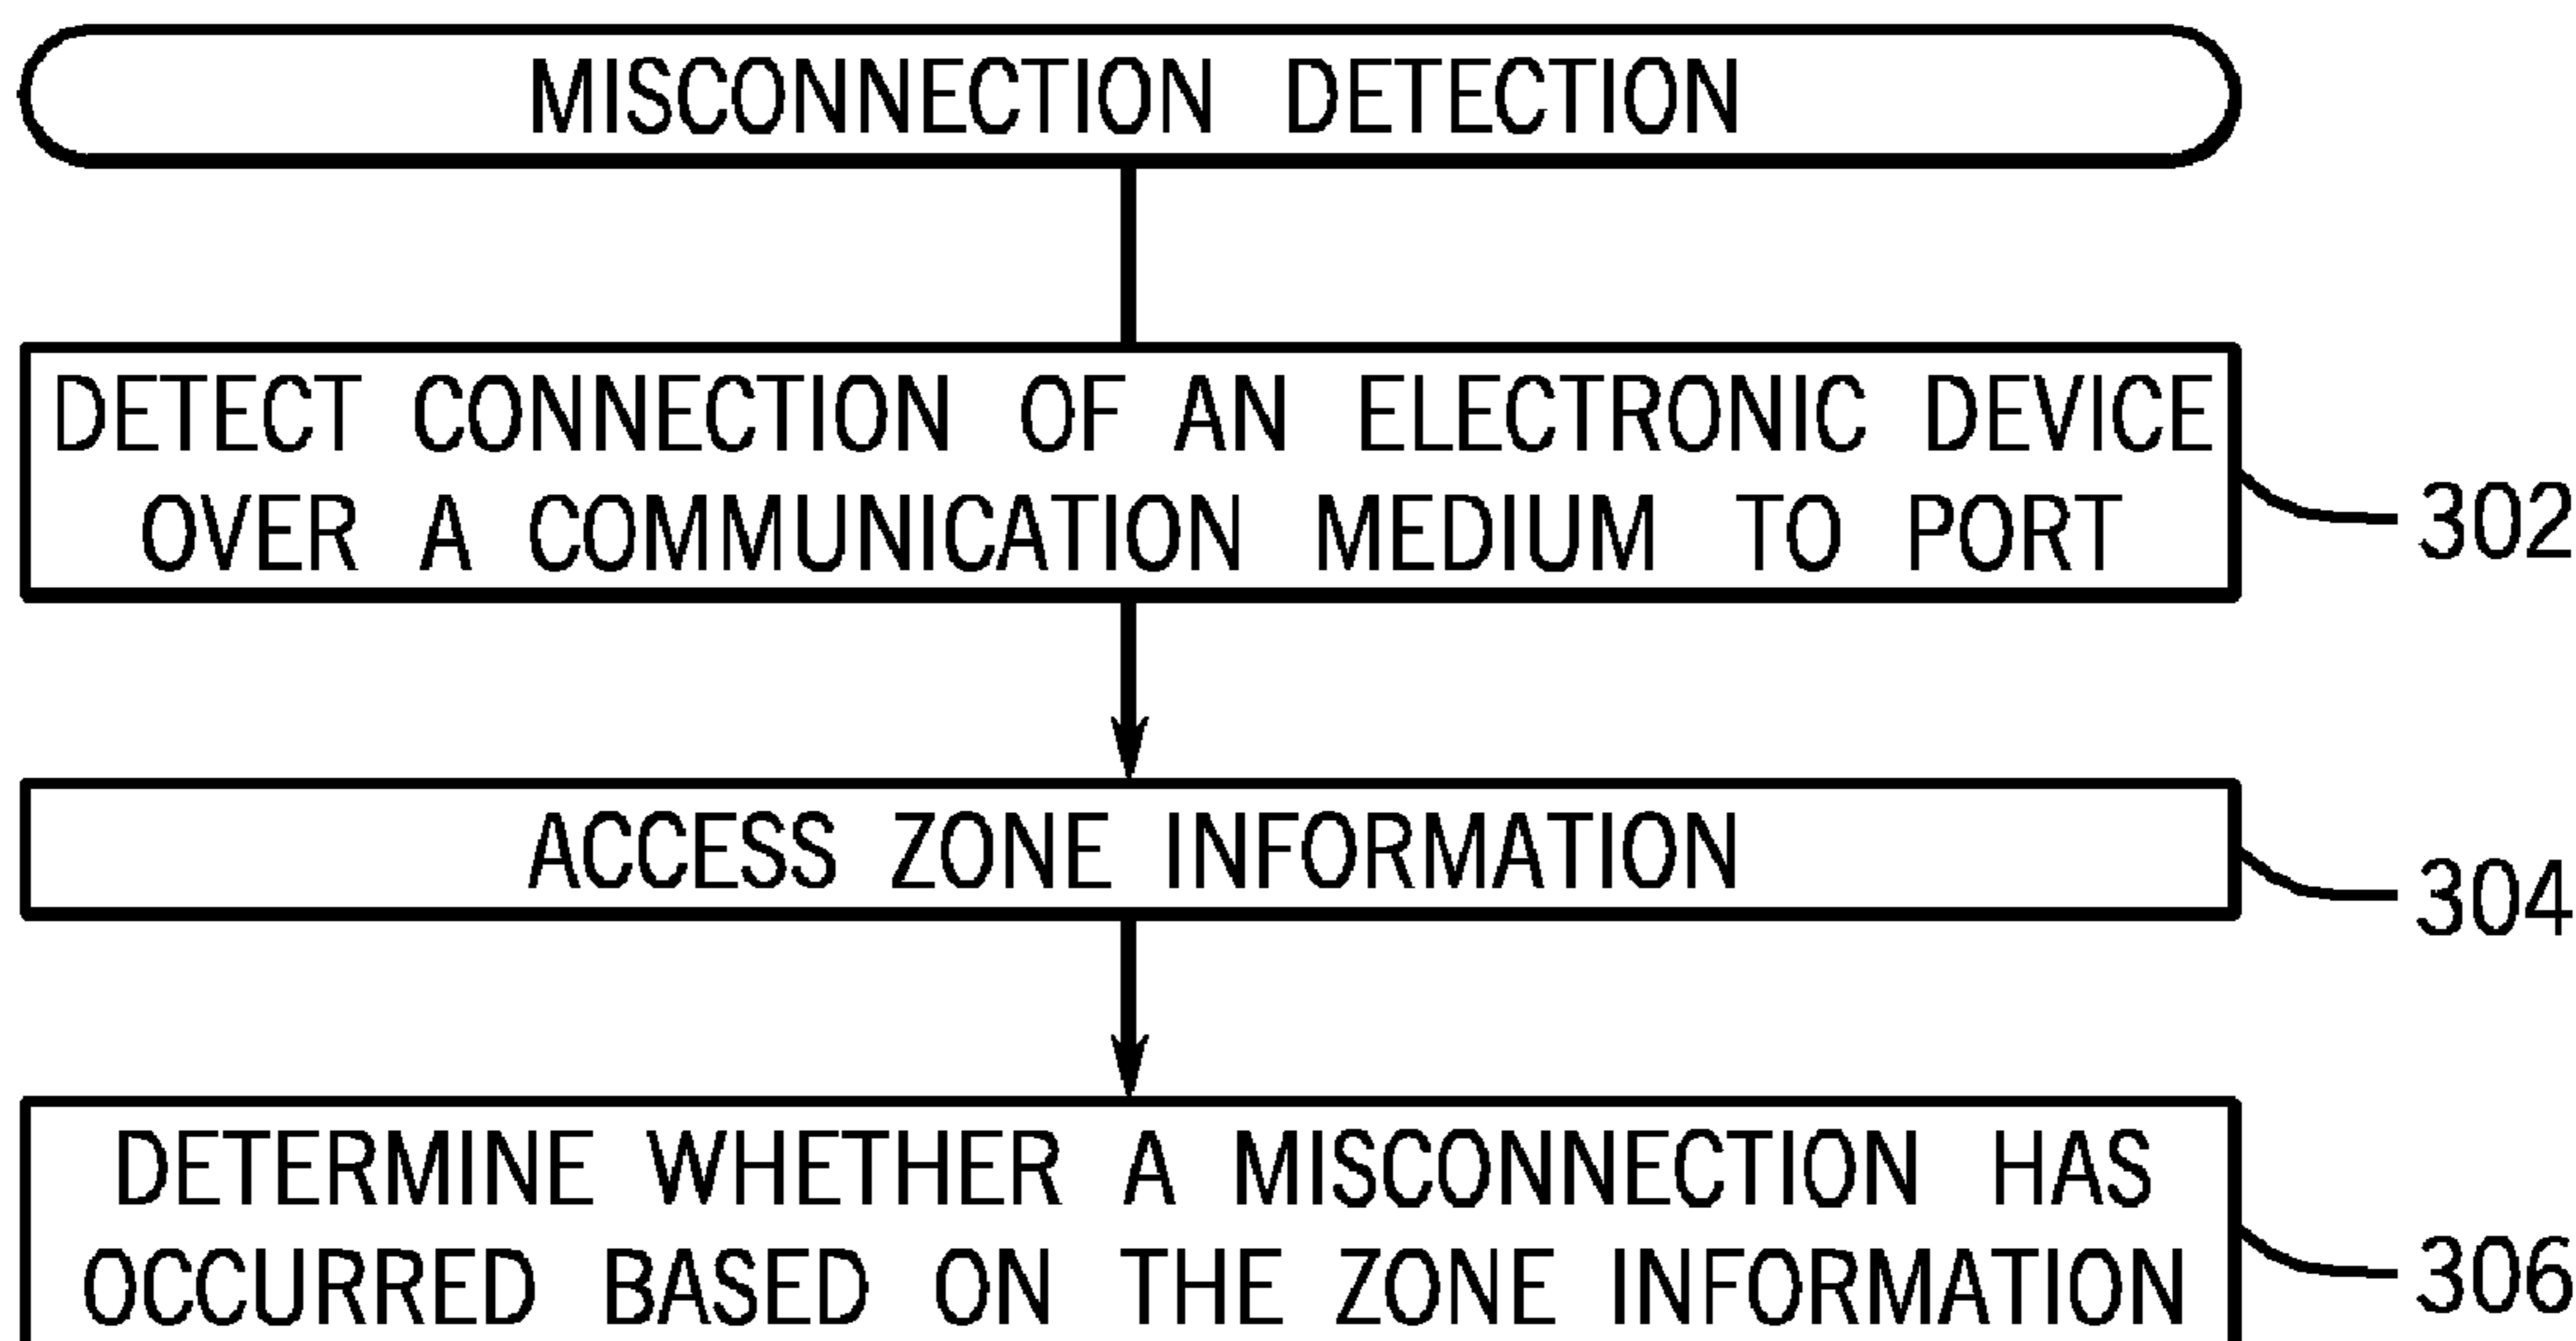 MISCONNECTION DETECTION
DETECT CONNECTION OF AN ELECTRONIC DEVICE
OVER A COMMUNICATION MEDIUM TO PORT
302
ACCESS ZONE INFORMATION
304
DETERMINE WHETHER A MISCONNECTION HAS
OCCURRED BASED ON THE ZONE INFORMATION
306